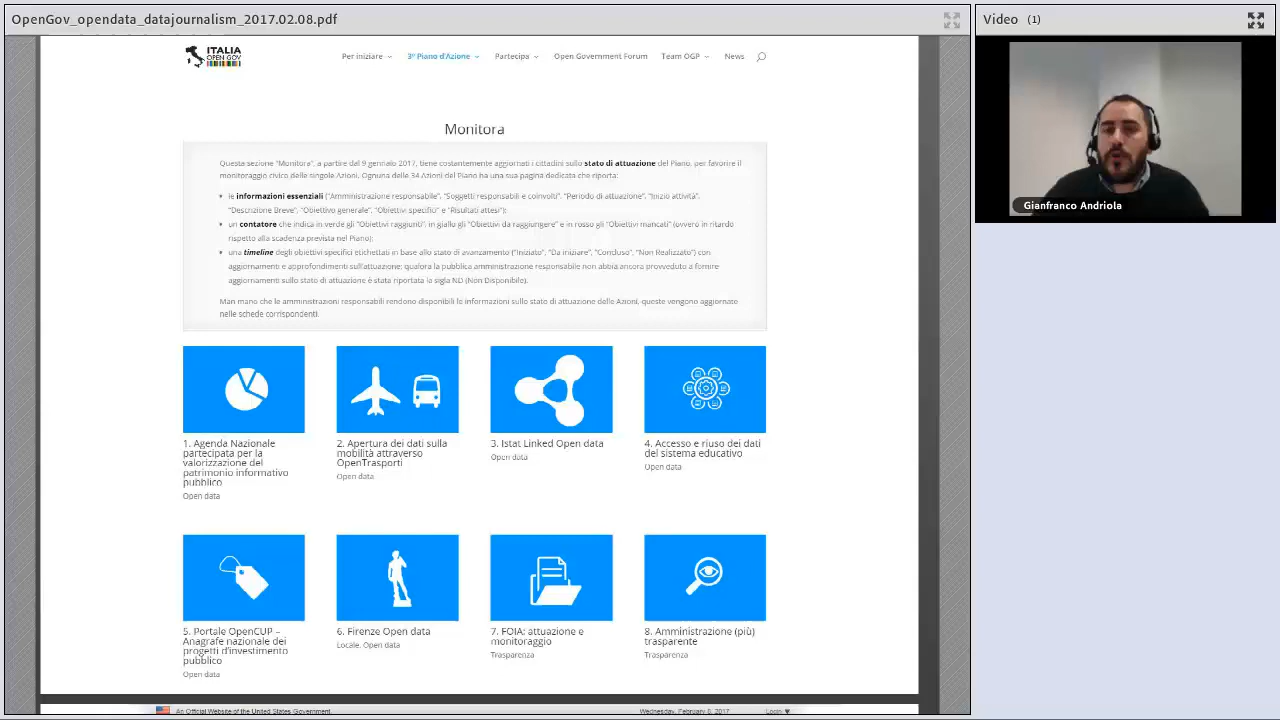 OpenGov_opendata_datajournalism_2017.02.08.pdf
Video (1)
ITALIA
OPEN GOV
Per iniziare
3º Piano d'Azione
Partecipa
Open Government Forum
Team OGP
News
Gianfranco Andriola
Monitora
Questa sezione "Monitora", a partire dal 9 gennaio 2017, tiene costantemente aggiornati i cittadini sullo stato di attuazione del Piano, per favorire il
monitoraggio civico delle singole Azioni. Ognuna delle 34 Azioni del Piano ha una sua pagina dedicata che riporta:
le informazioni essenziali ("Amministrazione responsabile", "Soggetti responsabili e coinvolti", "Periodo di attuazione", "Inizio attività",
"Descrizione Breve", "Obiettivo generale", "Obiettivi specifici" e "Risultati attesi");
un contatore che indica in verde gli "Obiettivi raggiunti", in giallo gli "Obiettivi da raggiungere" e in rosso gli "Obiettivi mancati" (ovvero in ritardo
rispetto alla scadenza prevista nel Piano);
una timeline degli obiettivi specifici etichettati in base allo stato di avanzamento ("Iniziato", "Da iniziare", "Concluso", "Non Realizzato") con
aggiornamenti e approfondimenti sull'attuazione; qualora la pubblica amministrazione responsabile non abbia ancora provveduto a fornire
aggiornamenti sullo stato di attuazione è stata riportata la sigla ND (Non Disponibile).
Man mano che le amministrazioni responsabili rendono disponibili le informazioni sullo stato di attuazione delle Azioni, queste vengono aggiornate
nelle schede corrispondenti.
1. Agenda Nazionale
partecipata per la
valorizzazione del
patrimonio informativo
pubblico
Open data
2. Apertura dei dati sulla
mobilità attraverso
OpenTrasporti
Open data
3. Istat Linked Open data
Open data
4. Accesso e riuso dei dati
del sistema educativo
Open data
5. Portale OpenCUP –
Anagrafe nazionale dei
progetti d'investimento
pubblico
Open data
6. Firenze Open data
Locale, Open data
7. FOIA: attuazione e
monitoraggio
Trasparenza
8. Amministrazione (più)
trasparente
Trasparenza
An Official Website of the United States Government
Wednesday, February 8, 2017
Login